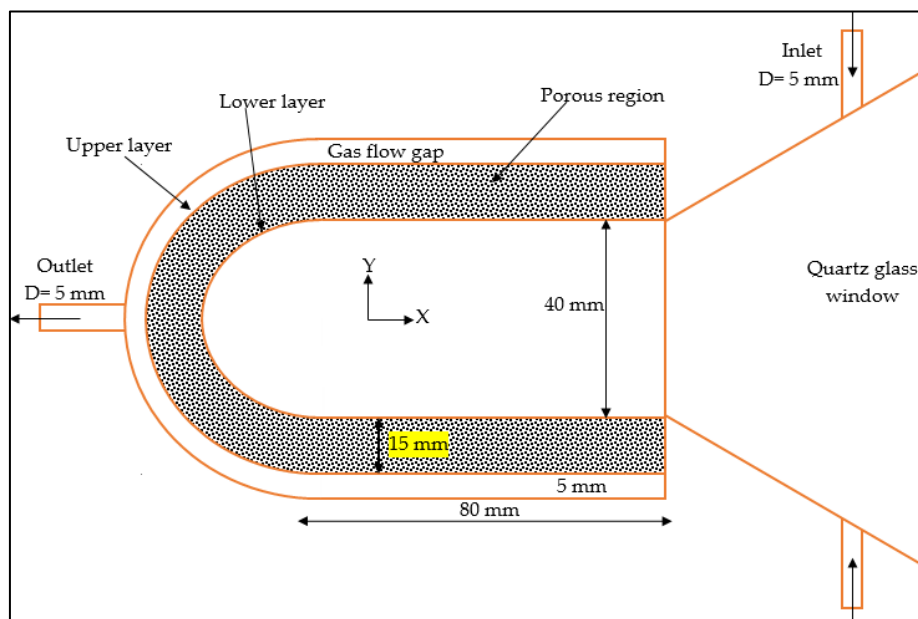 Inlet
D= 5 mm
Lower layer
Porous region
Upper layer
Gas flow gap
Outlet
D= 5 mm
Y
X
40 mm
Quartz glass
window
15 mm
5 mm
80 mm